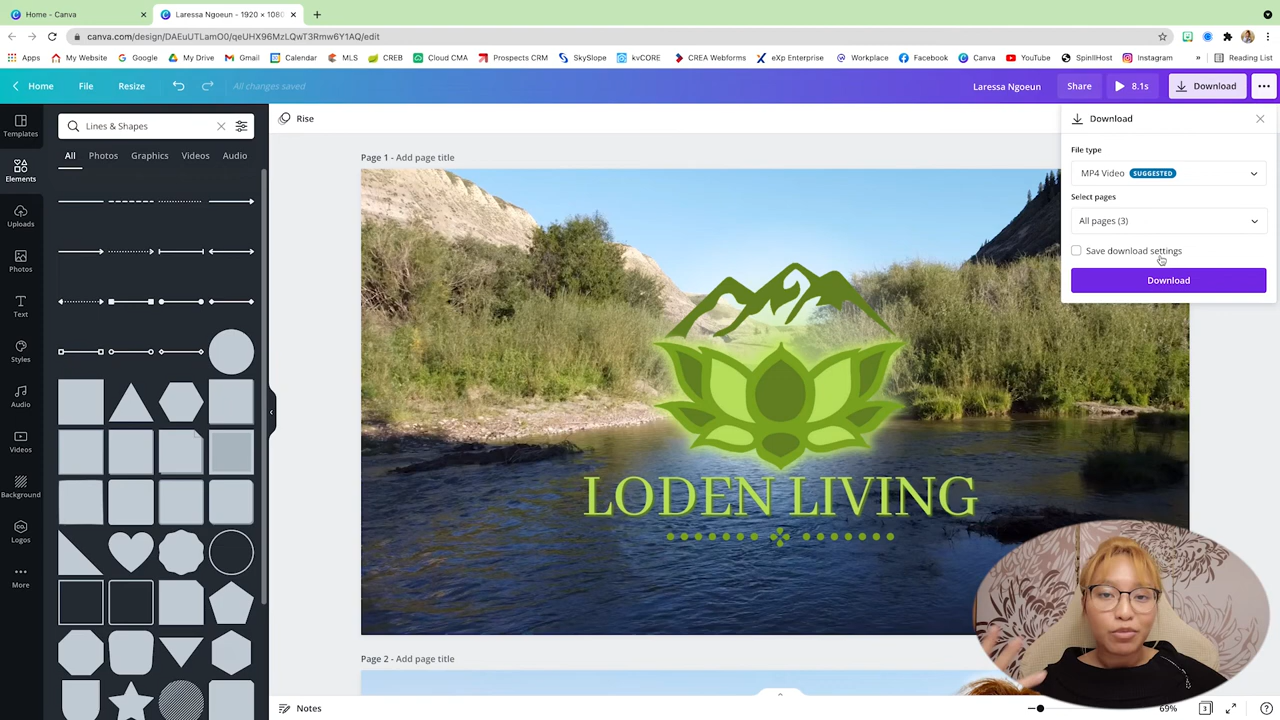 Home - Canva
Laressa Ngoeun - 1920 × 1080
canva.com/design/DAEuUTLamO0/qeUHX96MzLQwT3Rmw6Y1AQ/edit
Apps My Website Google My Drive Gmail Calendar MLS CREB Cloud CMA Prospects CRM SkySlope kvCORE CREA Webforms eXp Enterprise Workplace Facebook Canva YouTube SpinillHost Instagram » Reading List
Home File Resize All changes saved Laressa Ngoeun Share 8.1s Download
Templates
Elements
Uploads
Photos
Text
Styles
Audio
Videos
Background
Logos
More
Lines & Shapes
All Photos Graphics Videos Audio
Rise
Page 1 - Add page title
LODEN LIVING
Page 2 - Add page title
Download
File type
MP4 Video SUGGESTED
Select pages
All pages (3)
Save download settings
Download
Notes
69%
3